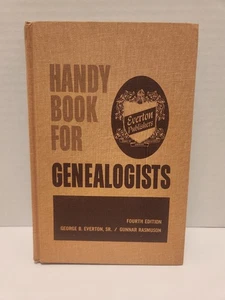 HANDY
BOOK
FOR
Everton
Publishers
GENEALOGISTS
FOURTH EDITION
GEORGE B. EVERTON, SR. / GUNNAR RASMUSON